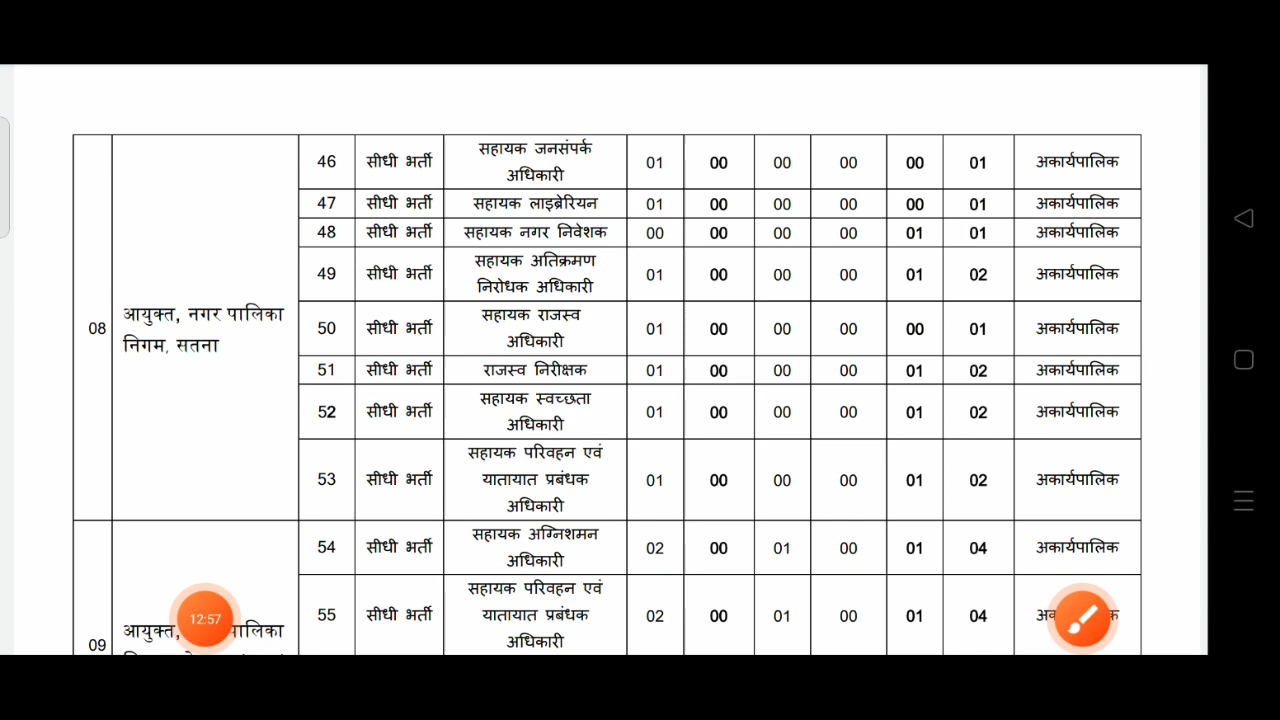 46 सीधी भर्ती सहायक जनसंपर्क अधिकारी 01 00 00 00 00 01 अकार्यपालिक
47 सीधी भर्ती सहायक लाइब्रेरियन 01 00 00 00 00 01 अकार्यपालिक
48 सीधी भर्ती सहायक नगर निवेशक 00 00 00 00 01 01 अकार्यपालिक
49 सीधी भर्ती सहायक अतिक्रमण निरोधक अधिकारी 01 00 00 00 01 02 अकार्यपालिक
08 आयुक्त, नगर पालिका निगम, सतना
50 सीधी भर्ती सहायक राजस्व अधिकारी 01 00 00 00 00 01 अकार्यपालिक
51 सीधी भर्ती राजस्व निरीक्षक 01 00 00 00 01 02 अकार्यपालिक
52 सीधी भर्ती सहायक स्वच्छता अधिकारी 01 00 00 00 01 02 अकार्यपालिक
53 सीधी भर्ती सहायक परिवहन एवं यातायात प्रबंधक अधिकारी 01 00 00 00 01 02 अकार्यपालिक
54 सीधी भर्ती सहायक अग्निशमन अधिकारी 02 00 01 00 01 04 अकार्यपालिक
55 सीधी भर्ती सहायक परिवहन एवं यातायात प्रबंधक अधिकारी 02 00 01 00 01 04
09 आयुक्त, पालिका
12:57